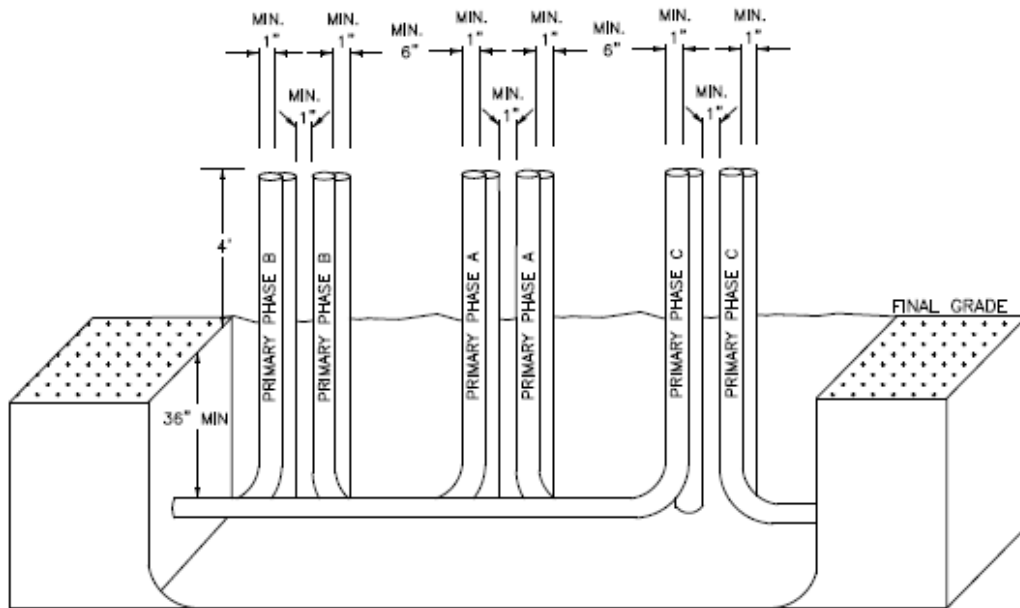 MIN.
1"
MIN.
1"
MIN.
6"
MIN.
1"
MIN.
1"
MIN.
6"
MIN.
1"
MIN.
1"
MIN.
1"
MIN.
1"
MIN.
1"
4'
PRIMARY PHASE B
PRIMARY PHASE B
PRIMARY PHASE A
PRIMARY PHASE A
PRIMARY PHASE C
PRIMARY PHASE C
FINAL GRADE
36" MIN